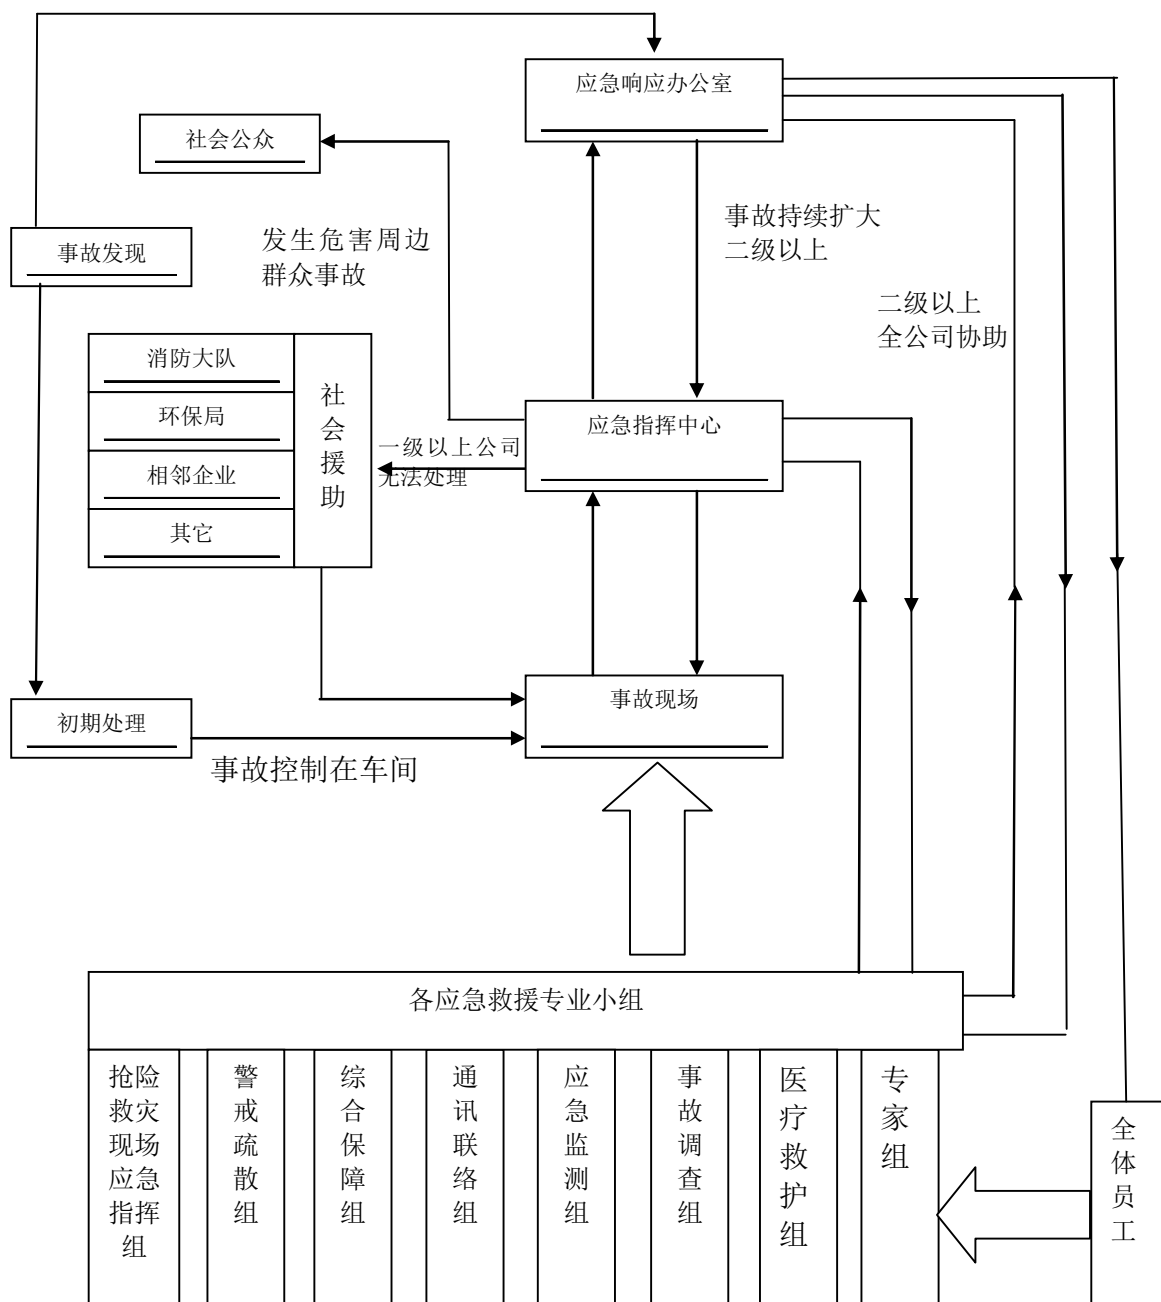 应急响应办公室
社会公众
事故持续扩大
二级以上
事故发现
发生危害周边
群众事故
二级以上
全公司协助
消防大队
环保局
相邻企业
其它
社会援助
应急指挥中心
一级以上公司
无法处理
事故现场
初期处理
事故控制在车间
各应急救援专业小组
抢险
救灾
现场
应急
指挥
组
警戒疏散组
综合保障组
通讯联络组
应急监测组
事故调查组
医疗救护组
专家组
全体员工